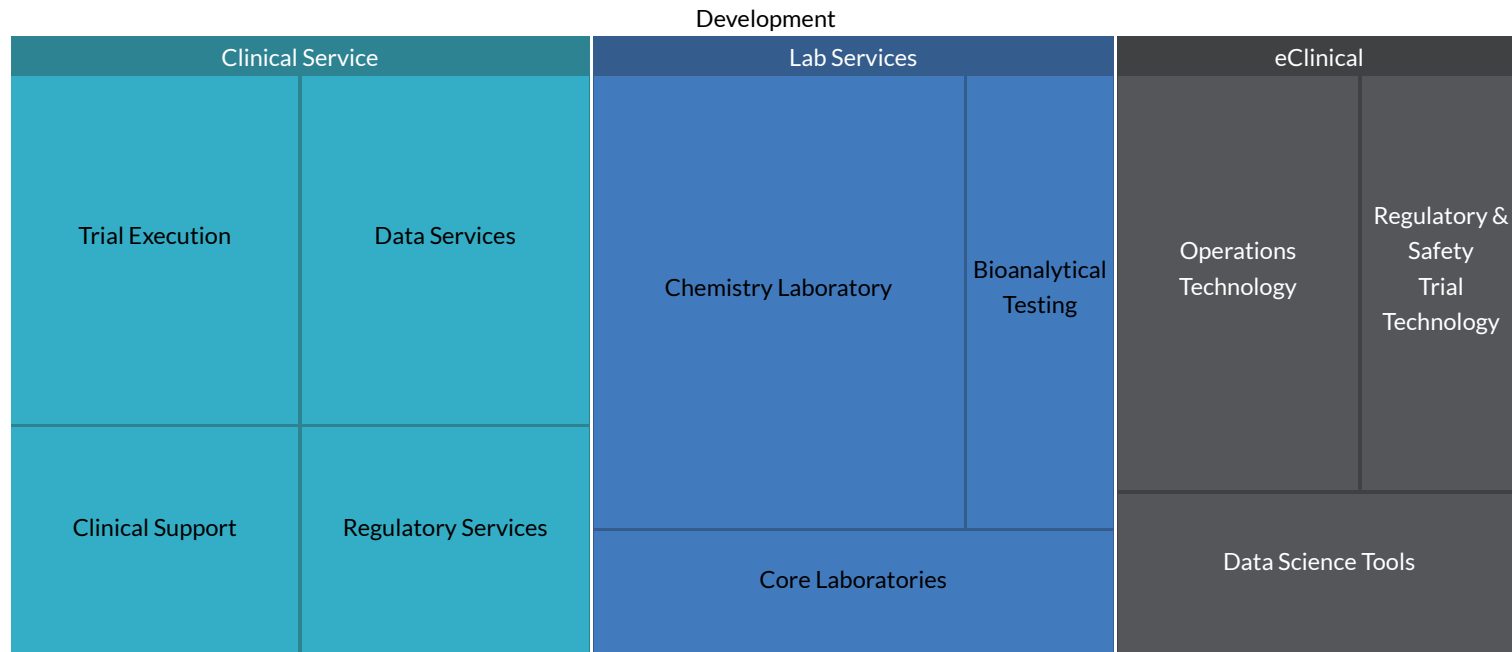 Development
Clinical Service
Trial Execution
Data Services
Clinical Support
Regulatory Services
Lab Services
Chemistry Laboratory
Bioanalytical
Testing
Core Laboratories
eClinical
Operations
Technology
Regulatory &
Safety
Trial
Technology
Data Science Tools